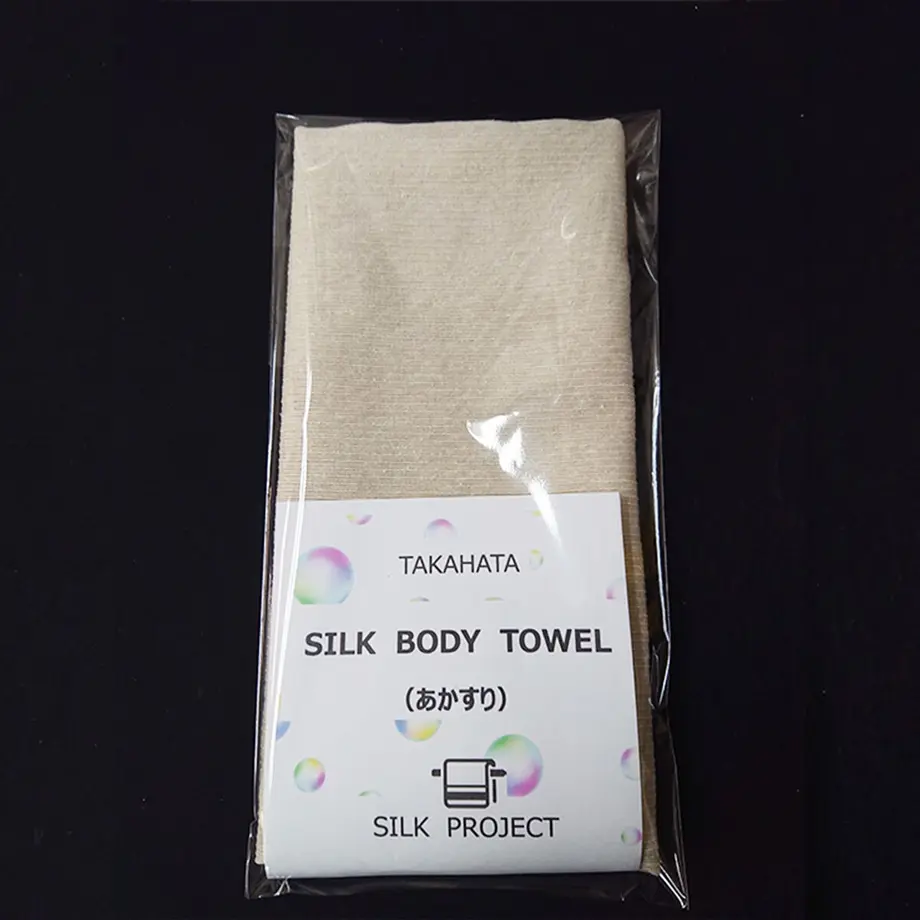 TAKAHATA
SILK BODY TOWEL
(あかすり)
SILK PROJECT